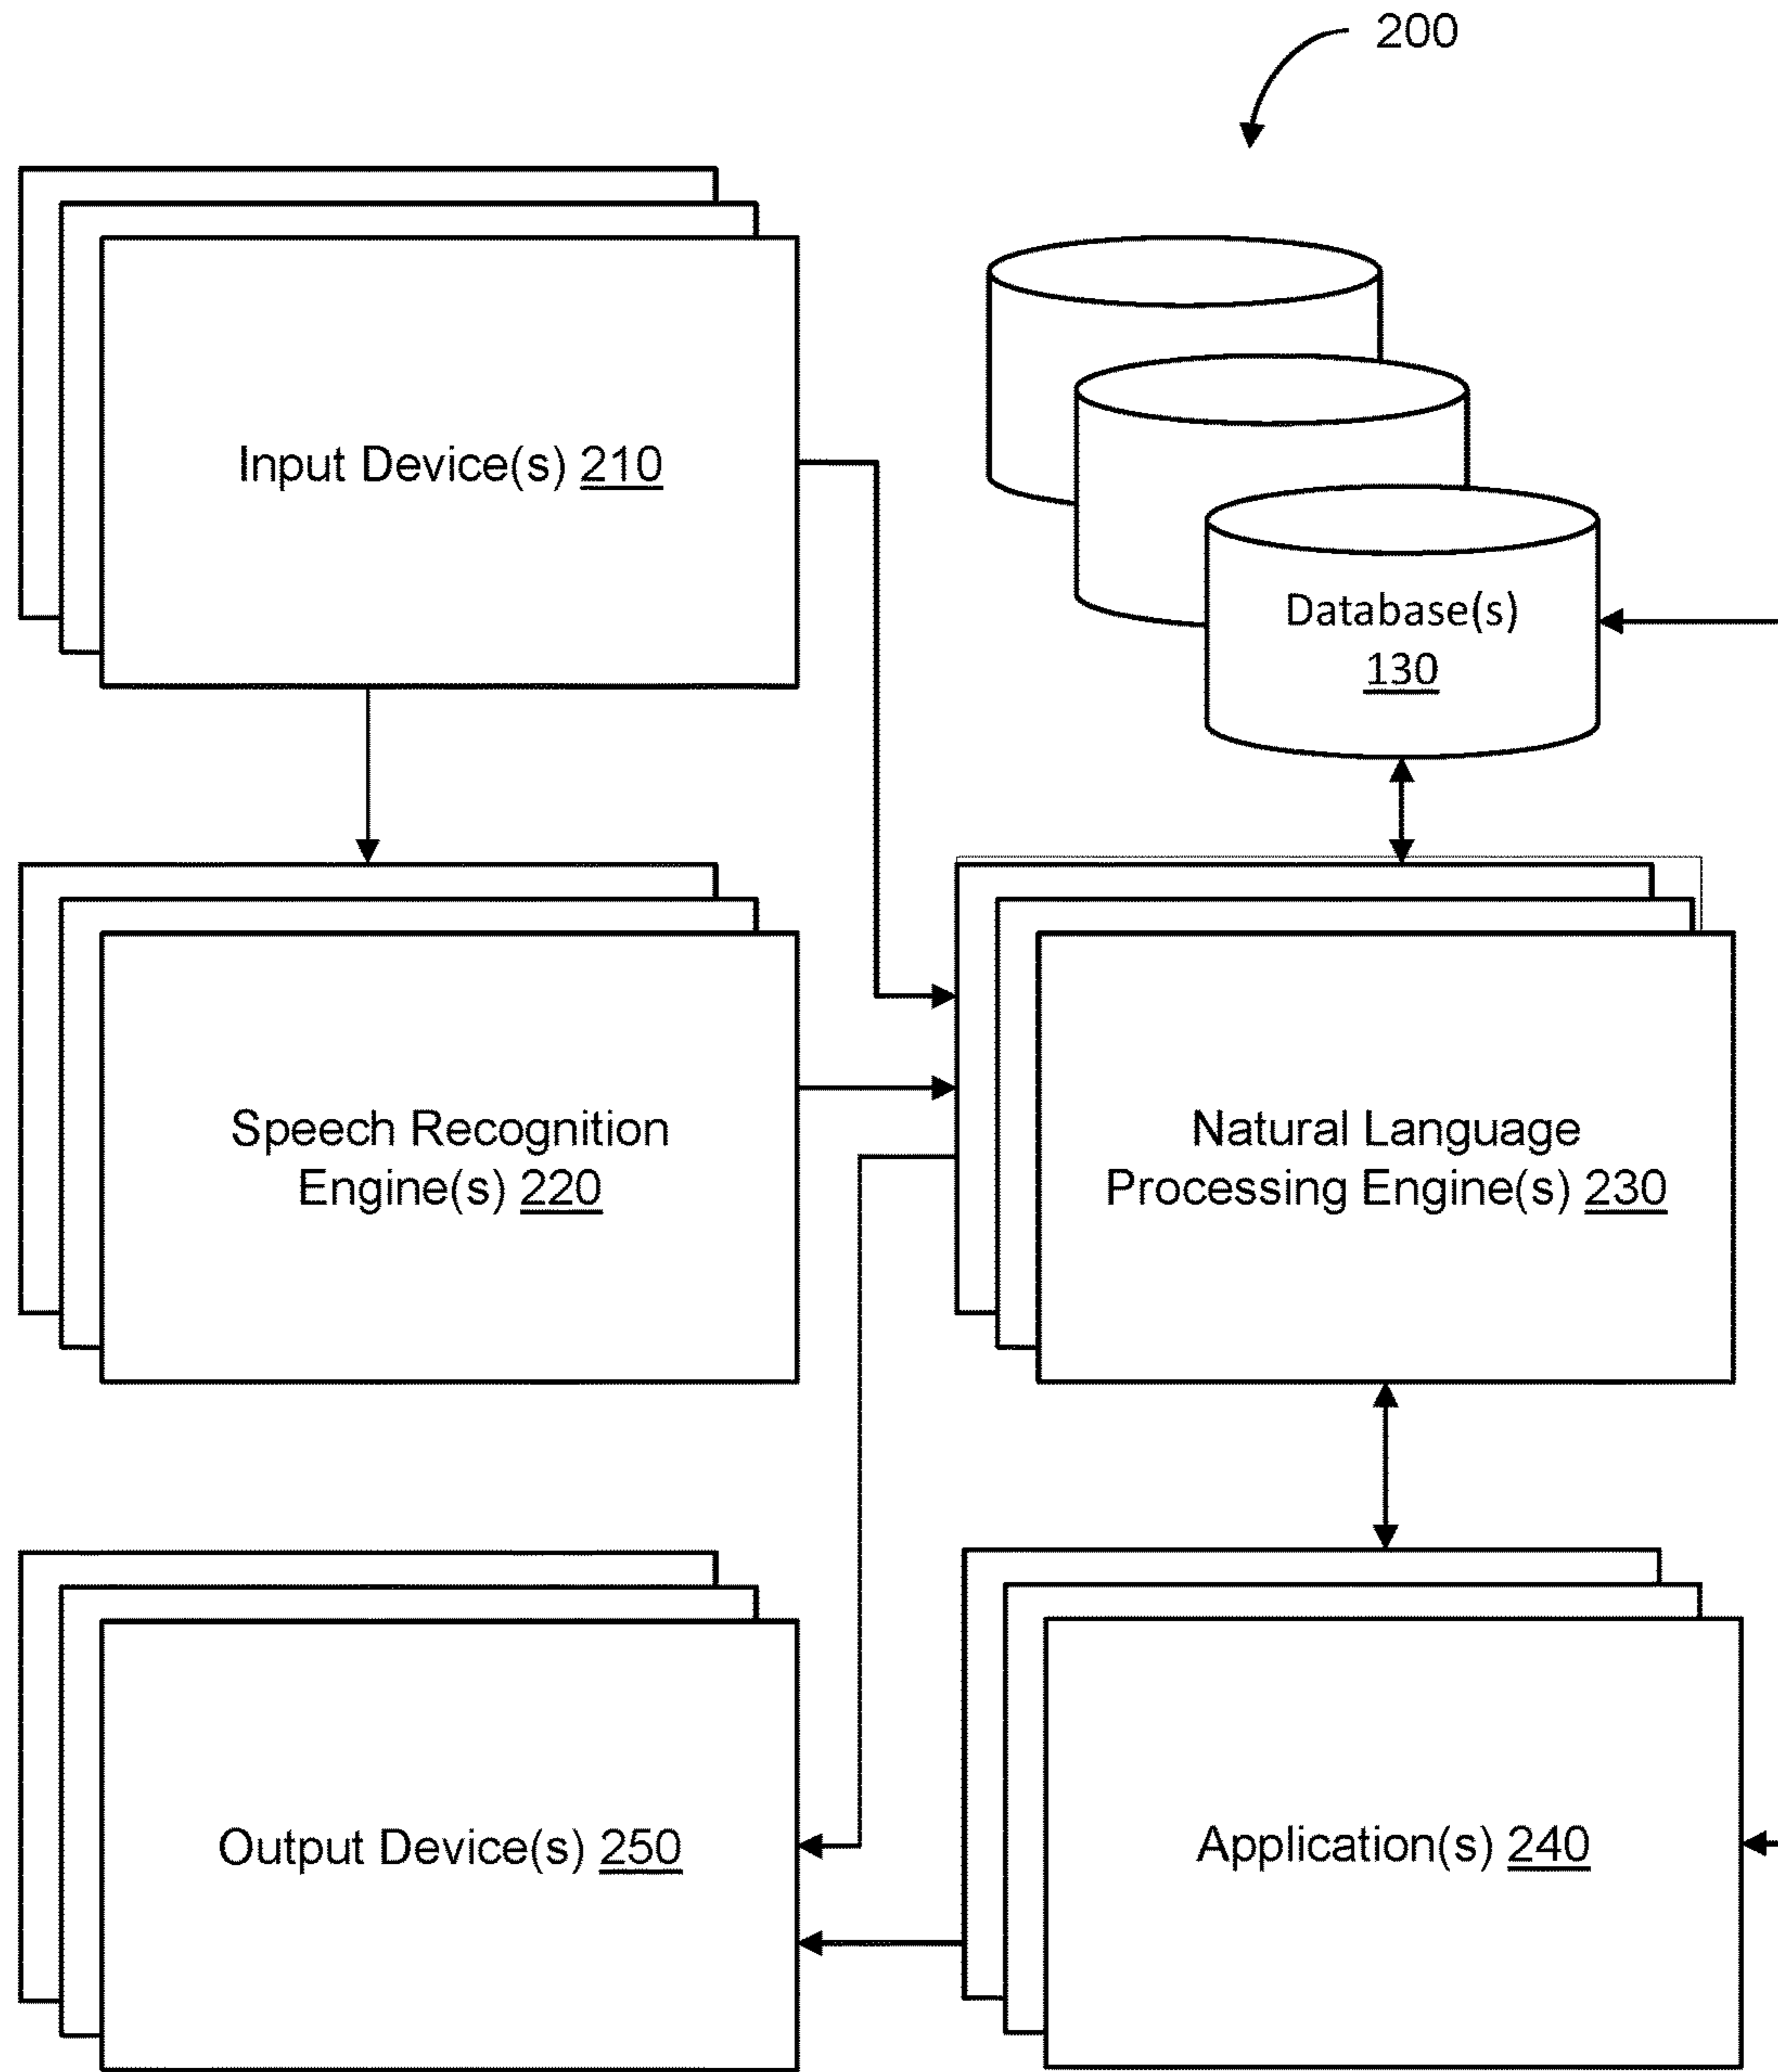 200
Input Device(s) 210
Database(s)
130
Speech Recognition
Engine(s) 220
Natural Language
Processing Engine(s) 230
Output Device(s) 250
Application(s) 240